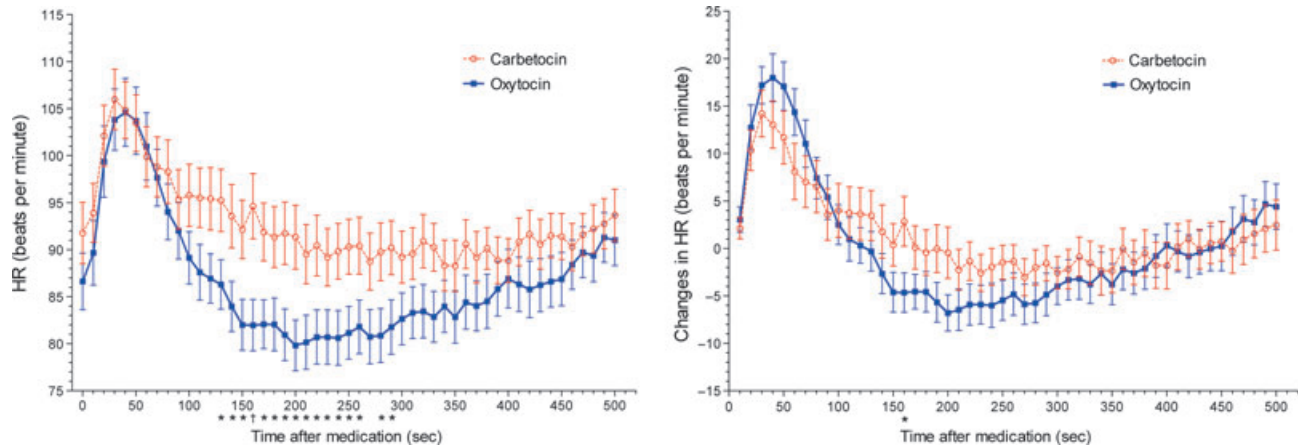 115
110
105
100
95
90
85
80
75
HR (beats per minute)
Carbetocin
Oxytocin
0 50 100 150 200 250 300 350 400 450 500
***†********** **
Time after medication (sec)
25
20
15
10
5
0
−5
−10
−15
Changes in HR (beats per minute)
Carbetocin
Oxytocin
0 50 100 150 200 250 300 350 400 450 500
*
Time after medication (sec)